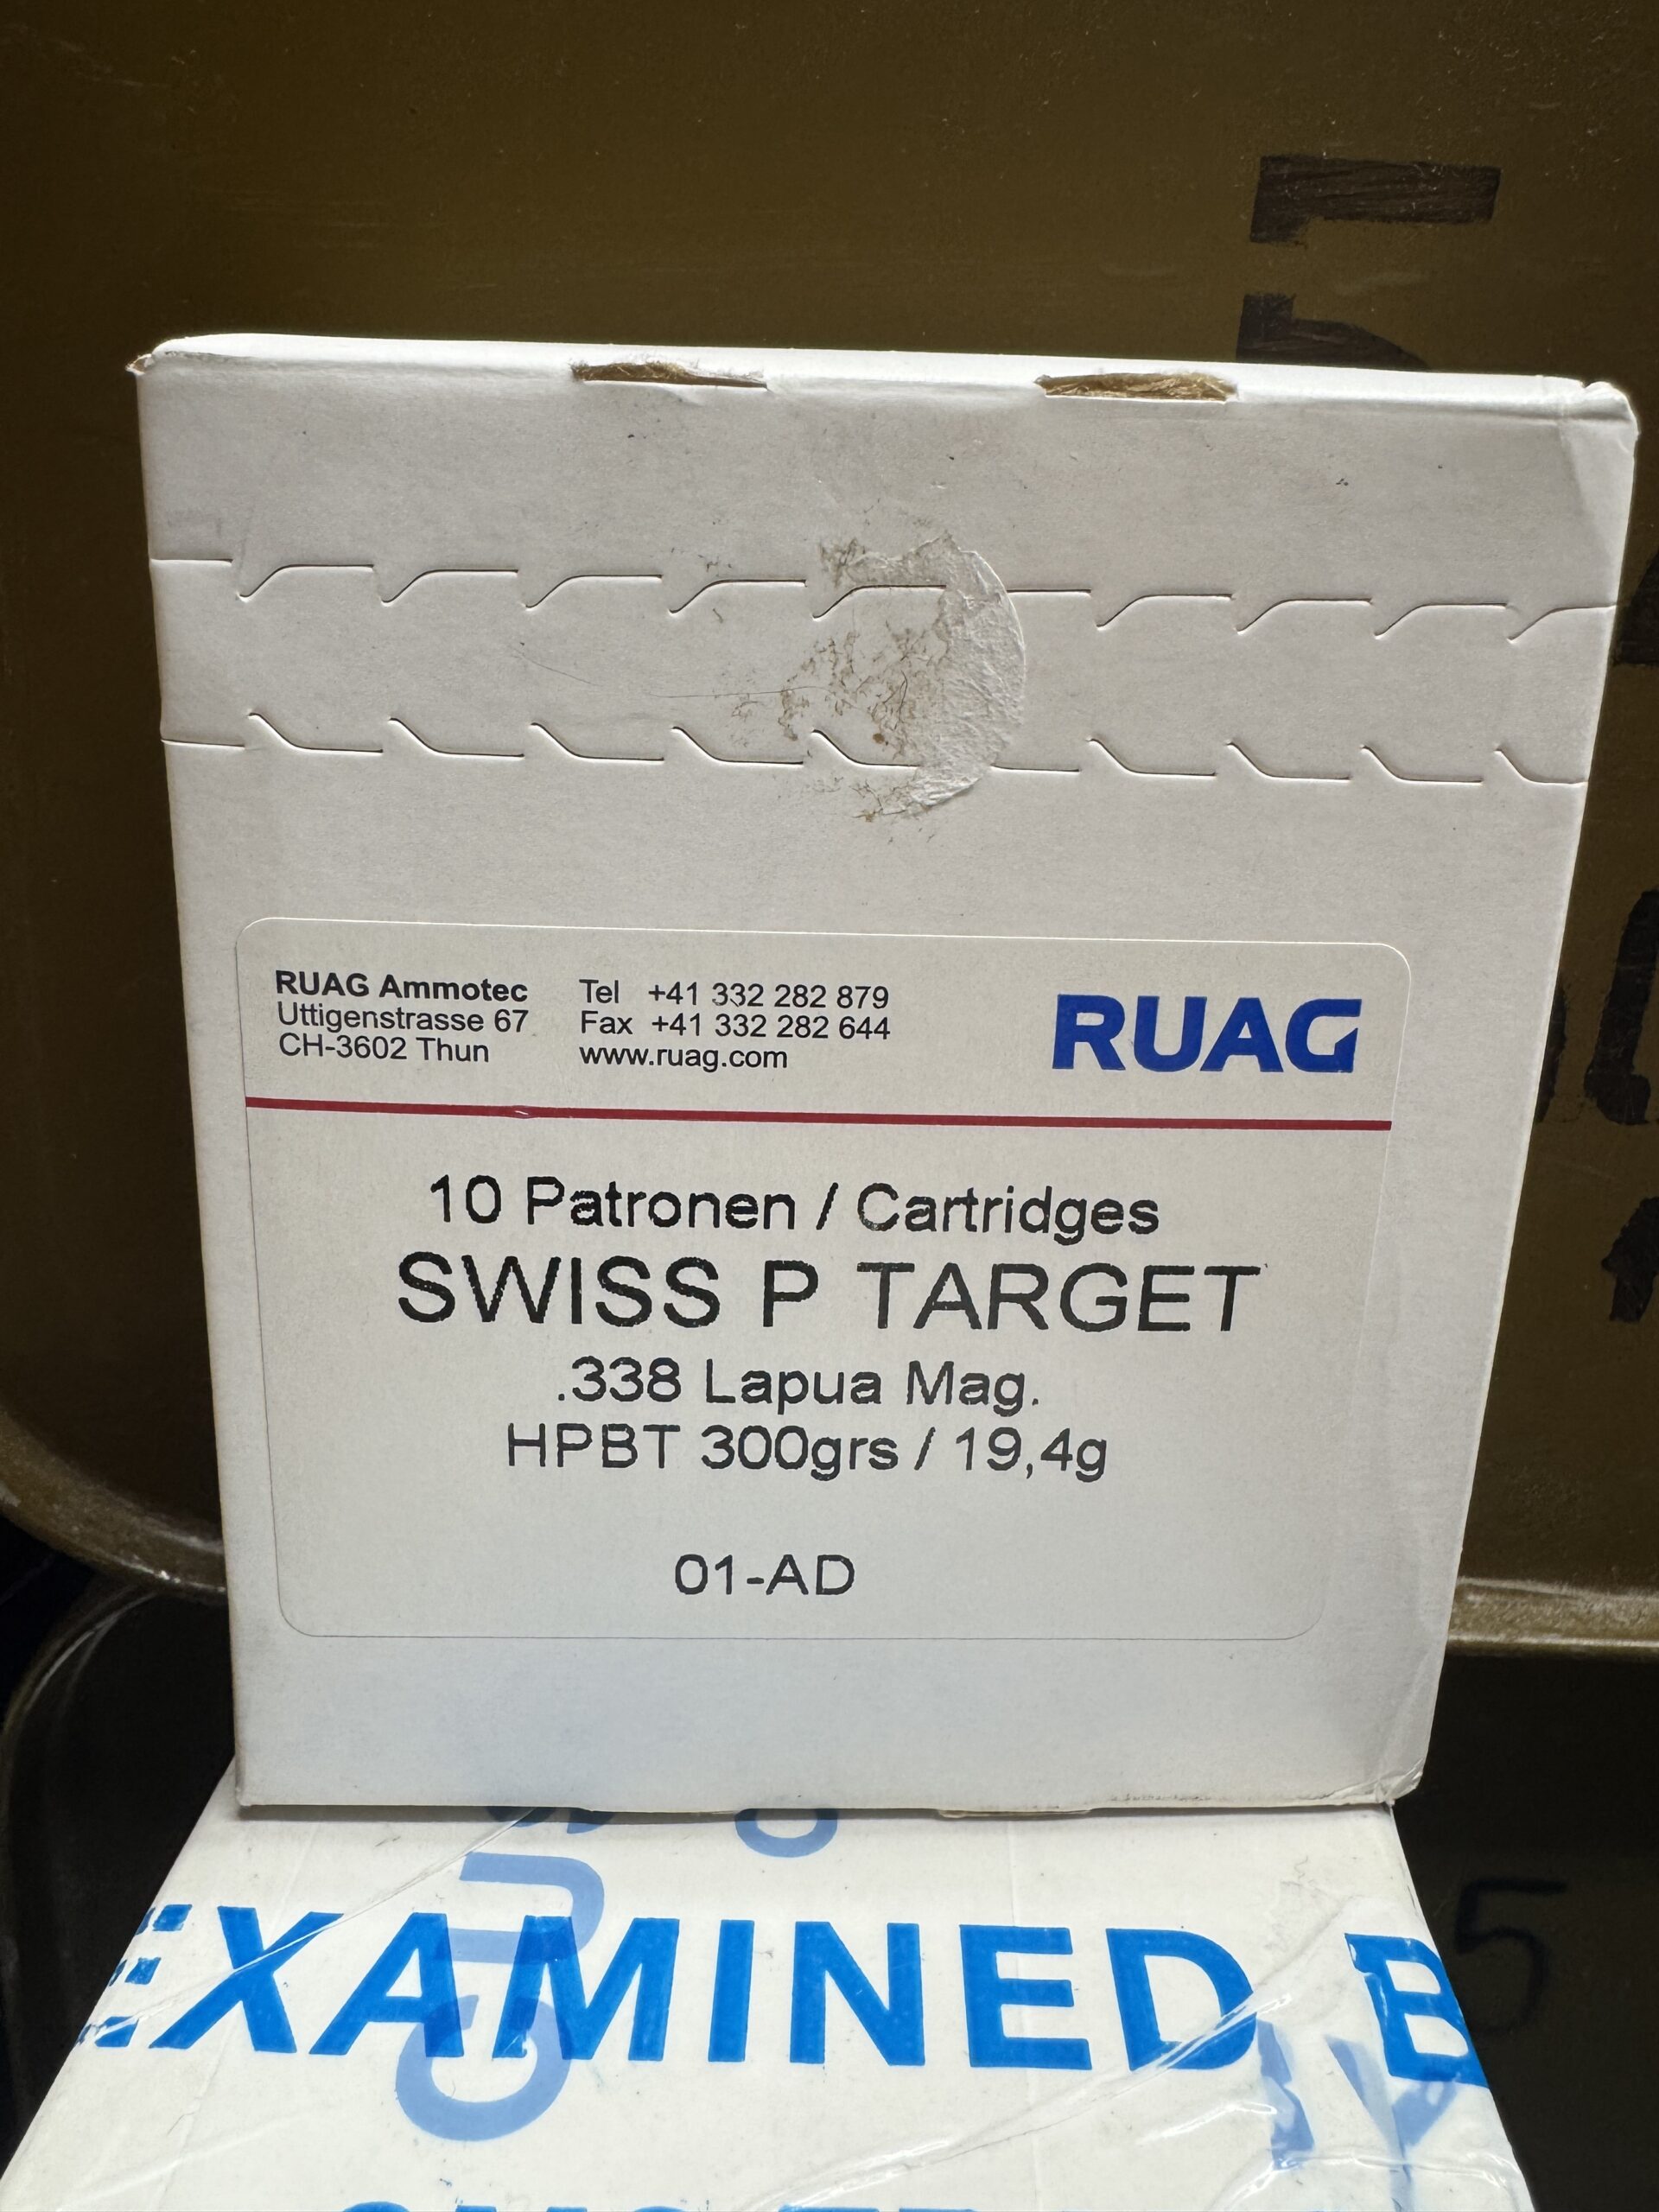 RUAG Ammotec
Uttigenstrasse 67
CH-3602 Thun
Tel +41 332 282 879
Fax +41 332 282 644
www.ruag.com
RUAG
10 Patronen / Cartridges
SWISS P TARGET
.338 Lapua Mag.
HPBT 300grs / 19,4g
01-AD
EXAMINED B
5